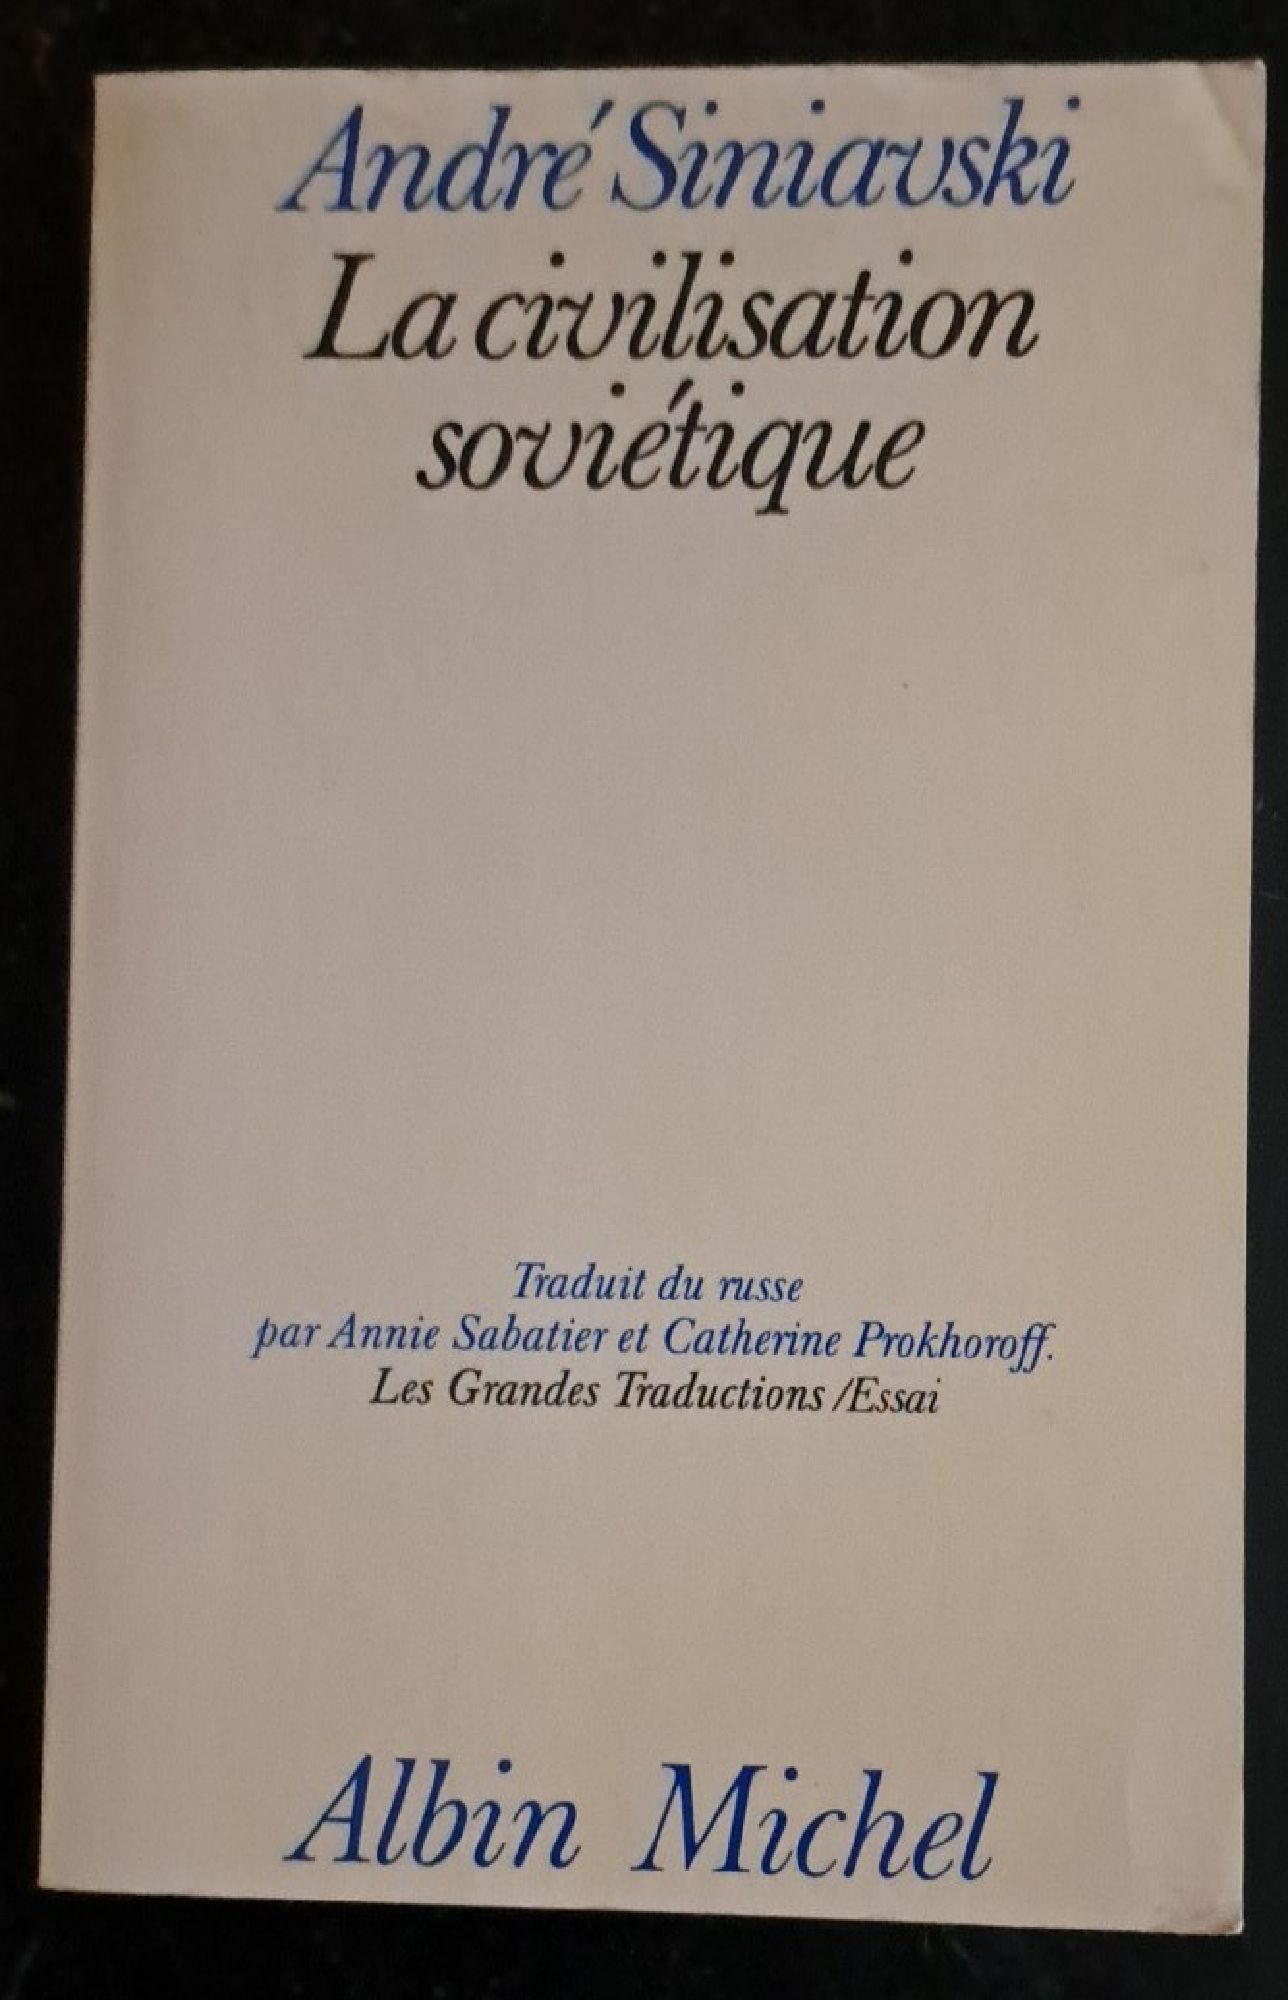 André Siniavski
La civilisation
soviétique
Traduit du russe
par Annie Sabatier et Catherine Prokhoroff.
Les Grandes Traductions /Essai
Albin Michel